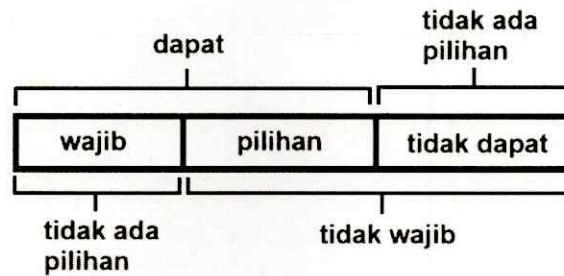 tidak ada
pilihan
dapat
wajib pilihan tidak dapat
tidak ada
pilihan
tidak wajib